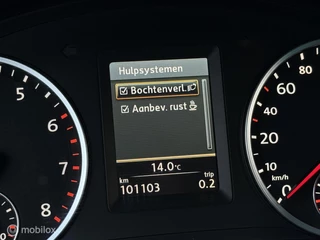 Hulpsystemen
Bochtenverl.
Aanbev. rust
14.0°C
km
trip
101103
0.2
5
6
7
8
80
60
40
20
10
0
km/h
Mobilox